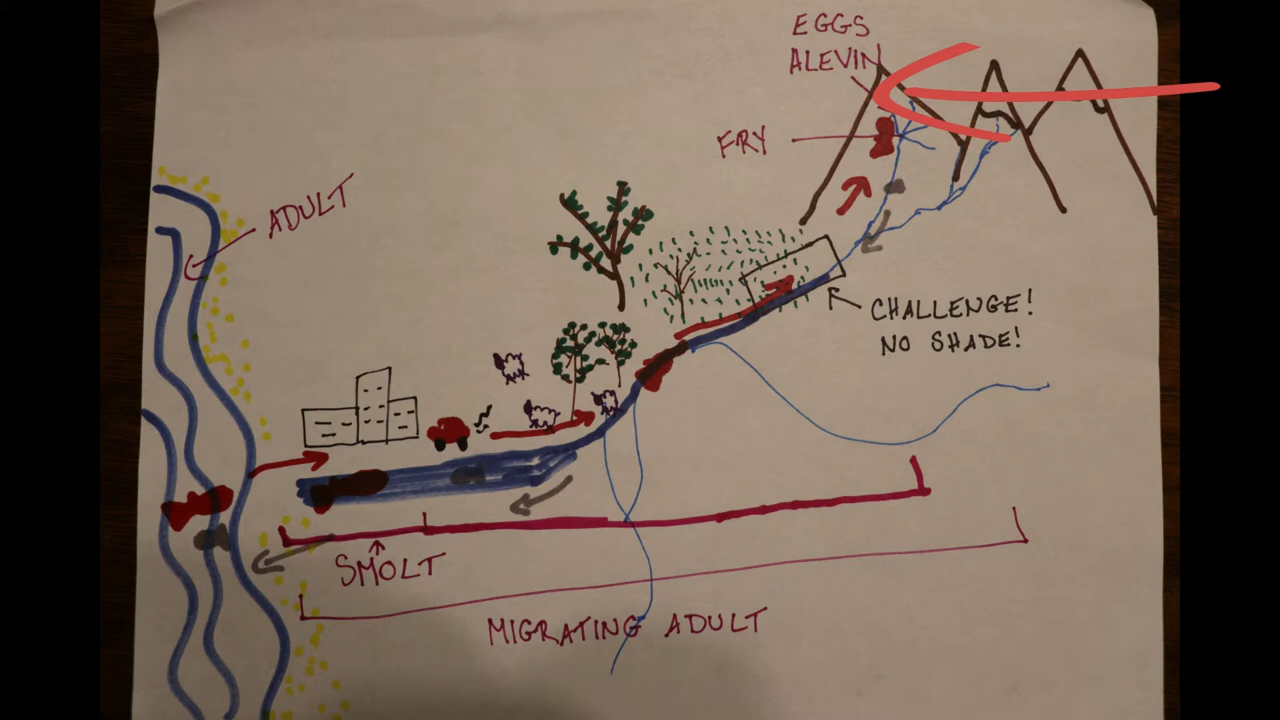 EGGS
ALEVIN
FRY
ADULT
CHALLENGE!
NO SHADE!
SMOLT
MIGRATING ADULT